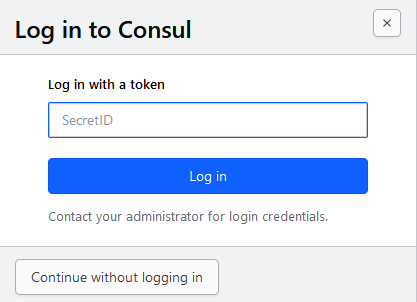 Log in to Consul
Log in with a token
SecretID
Log in
Contact your administrator for login credentials.
Continue without logging in